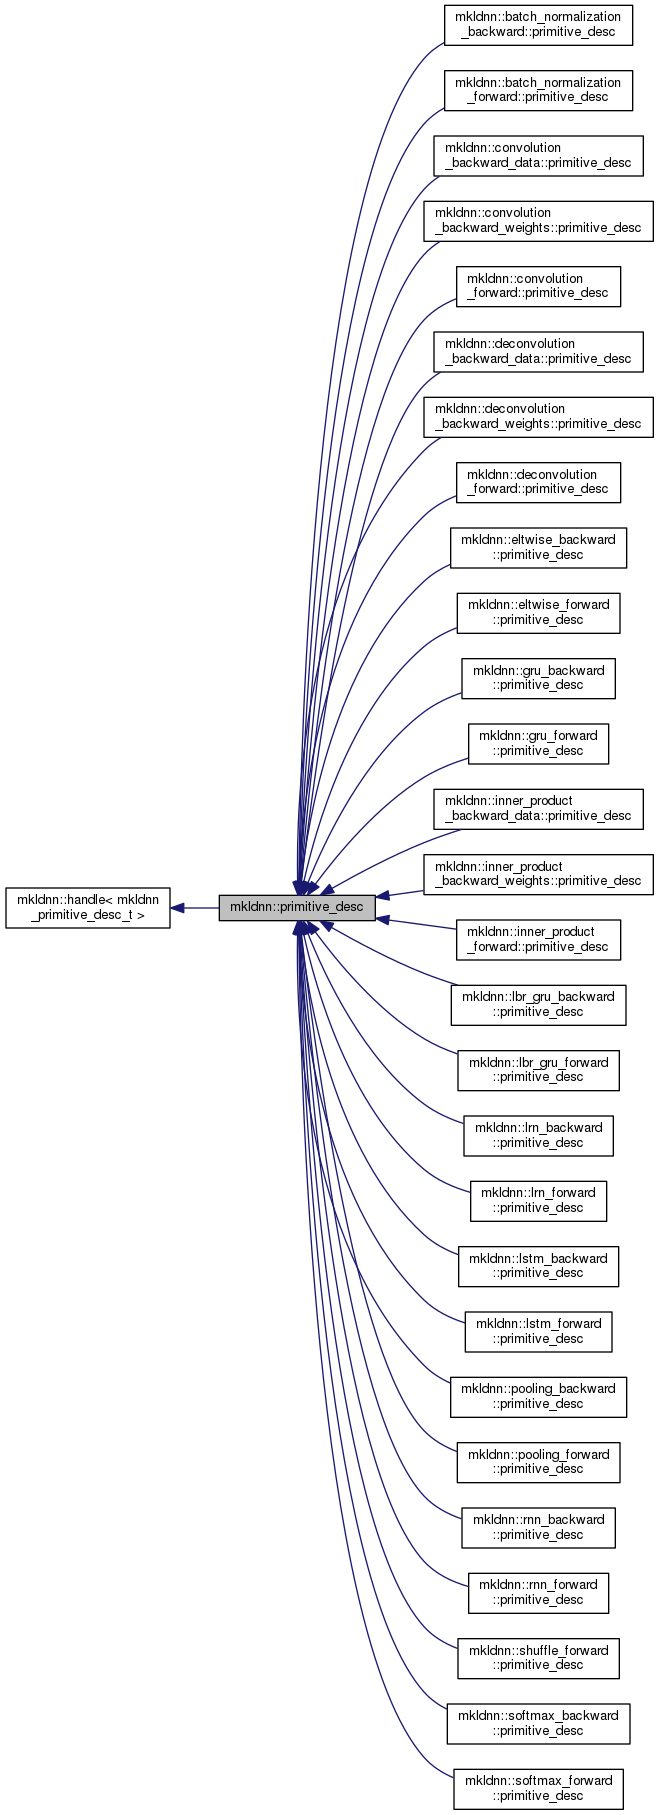 mkldnn::batch_normalization
_backward::primitive_desc
mkldnn::batch_normalization
_forward::primitive_desc
mkldnn::convolution
_backward_data::primitive_desc
mkldnn::convolution
_backward_weights::primitive_desc
mkldnn::convolution
_forward::primitive_desc
mkldnn::deconvolution
_backward_data::primitive_desc
mkldnn::deconvolution
_backward_weights::primitive_desc
mkldnn::deconvolution
_forward::primitive_desc
mkldnn::eltwise_backward
::primitive_desc
mkldnn::eltwise_forward
::primitive_desc
mkldnn::gru_backward
::primitive_desc
mkldnn::gru_forward
::primitive_desc
mkldnn::inner_product
_backward_data::primitive_desc
mkldnn::handle< mkldnn
_primitive_desc_t >
mkldnn::primitive_desc
mkldnn::inner_product
_backward_weights::primitive_desc
mkldnn::inner_product
_forward::primitive_desc
mkldnn::lbr_gru_backward
::primitive_desc
mkldnn::lbr_gru_forward
::primitive_desc
mkldnn::lrn_backward
::primitive_desc
mkldnn::lrn_forward
::primitive_desc
mkldnn::lstm_backward
::primitive_desc
mkldnn::lstm_forward
::primitive_desc
mkldnn::pooling_backward
::primitive_desc
mkldnn::pooling_forward
::primitive_desc
mkldnn::rnn_backward
::primitive_desc
mkldnn::rnn_forward
::primitive_desc
mkldnn::shuffle_forward
::primitive_desc
mkldnn::softmax_backward
::primitive_desc
mkldnn::softmax_forward
::primitive_desc